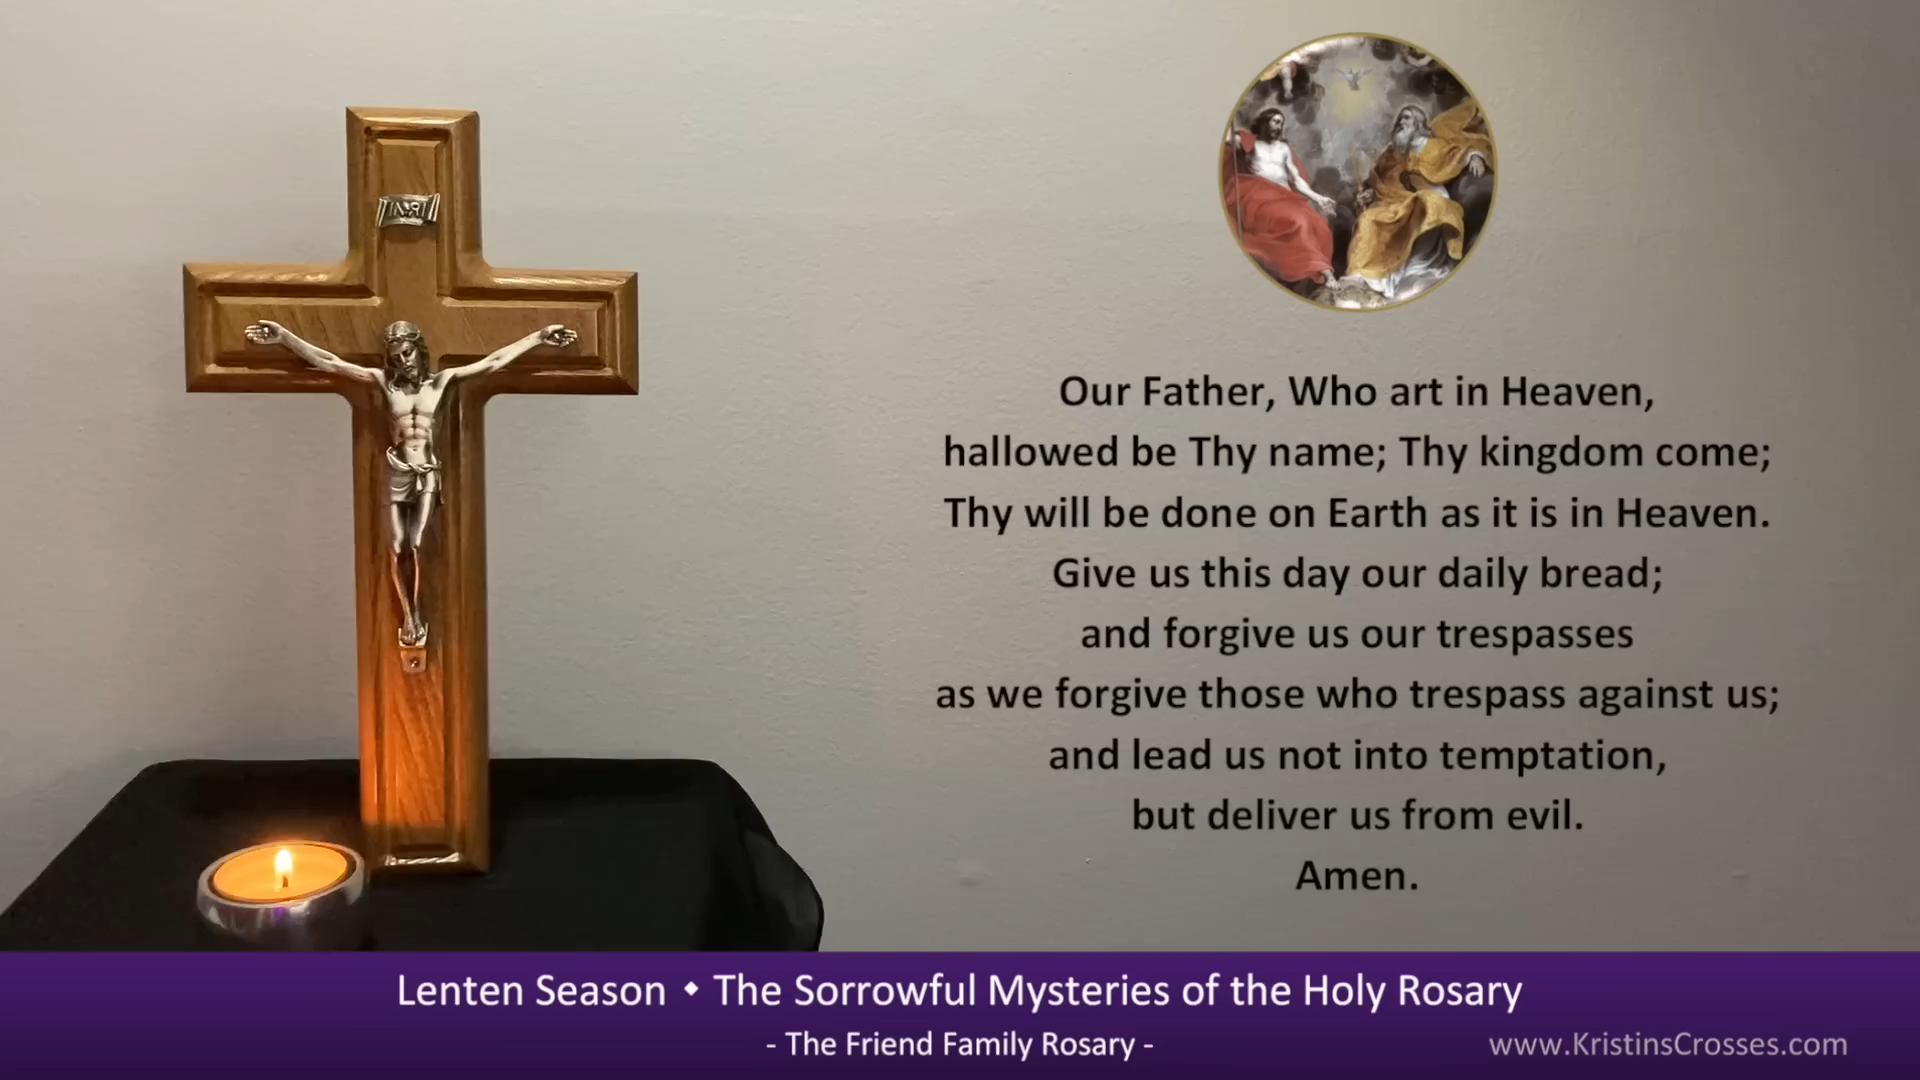 INRI
Our Father, Who art in Heaven,
hallowed be Thy name; Thy kingdom come;
Thy will be done on Earth as it is in Heaven.
Give us this day our daily bread;
and forgive us our trespasses
as we forgive those who trespass against us;
and lead us not into temptation,
but deliver us from evil.
Amen.
Lenten Season ◆ The Sorrowful Mysteries of the Holy Rosary
- The Friend Family Rosary -
www.KristinsCrosses.com